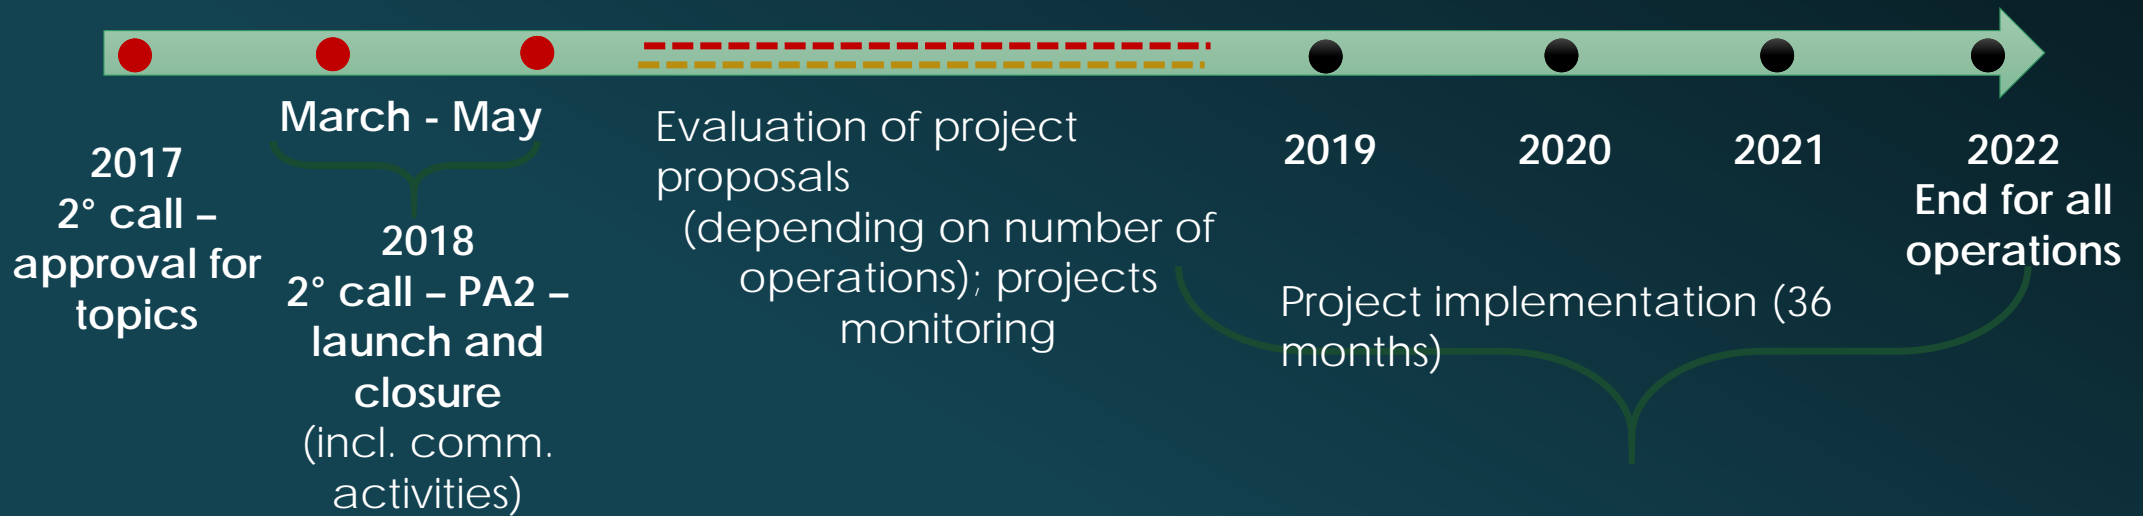 2017
2° call –
approval for
topics
March - May
2018
2° call – PA2 –
launch and
closure
(incl. comm.
activities)
Evaluation of project
proposals
(depending on number of
operations); projects
monitoring
2019
2020
2021
2022
End for all
operations
Project implementation (36
months)